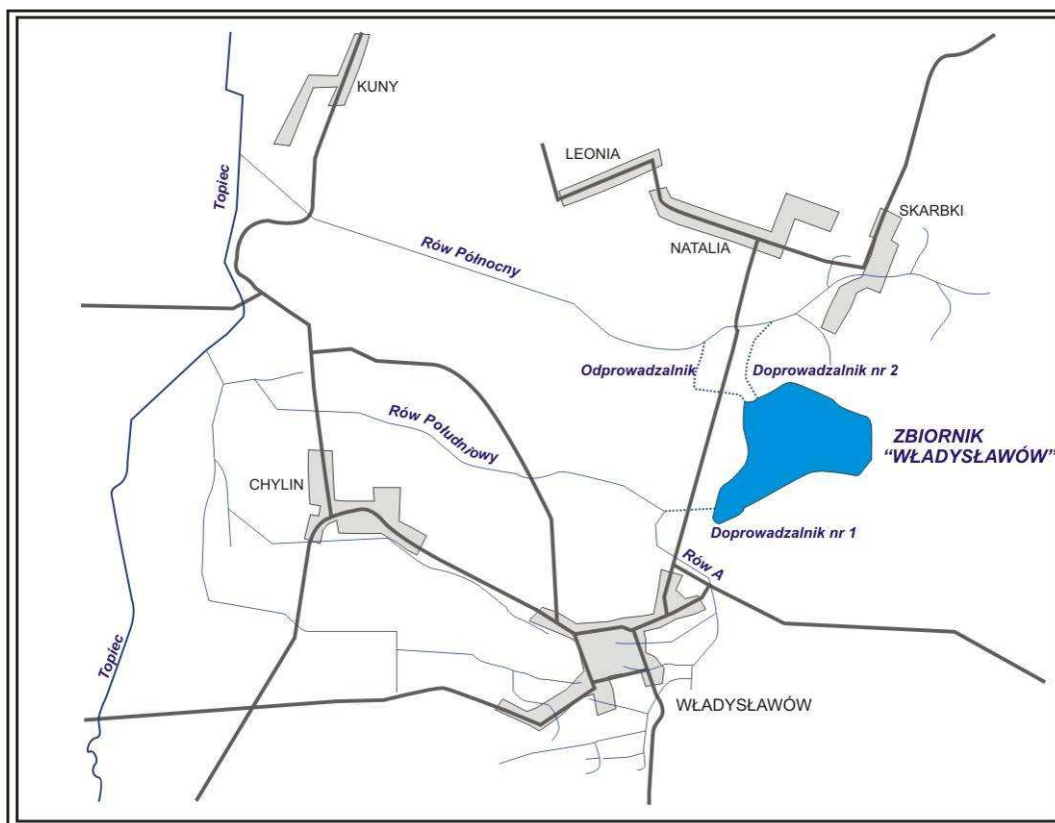 KUNY
LEONIA
Topiec
SKARBKI
NATALIA
Rów Północny
Odprowadzalnik
Doprowadzalnik nr 2
Rów Południowy
ZBIORNIK
“WŁADYSŁAWÓW”
CHYLIN
Doprowadzalnik nr 1
Rów A
Topiec
WŁADYSŁAWÓW